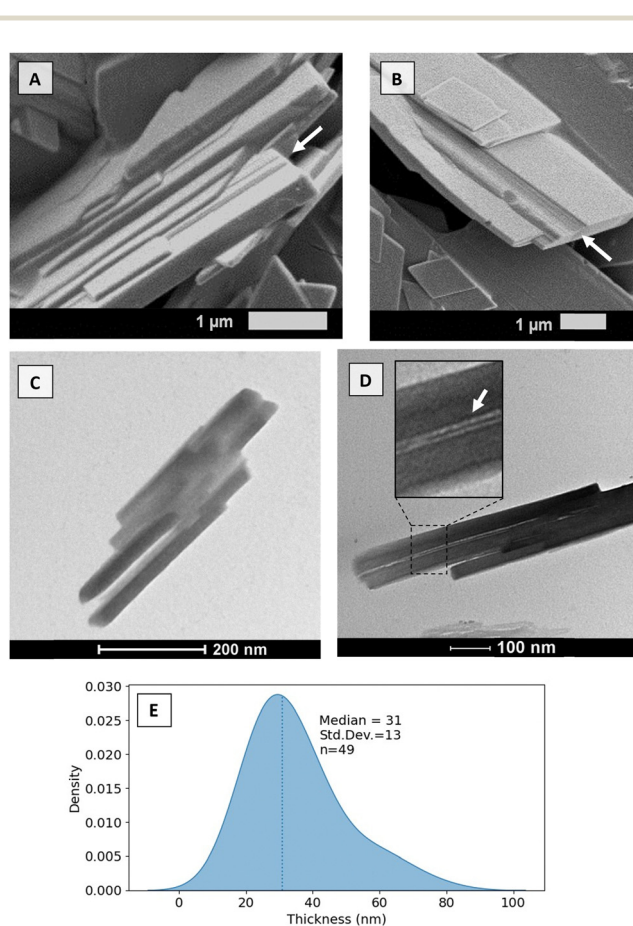 A
B
1 µm
1 µm
C
D
200 nm
100 nm
E
Median = 31
Std.Dev.=13
n=49
0.030
0.025
0.020
0.015
0.010
0.005
0.000
Density
0
20
40
60
80
100
Thickness (nm)